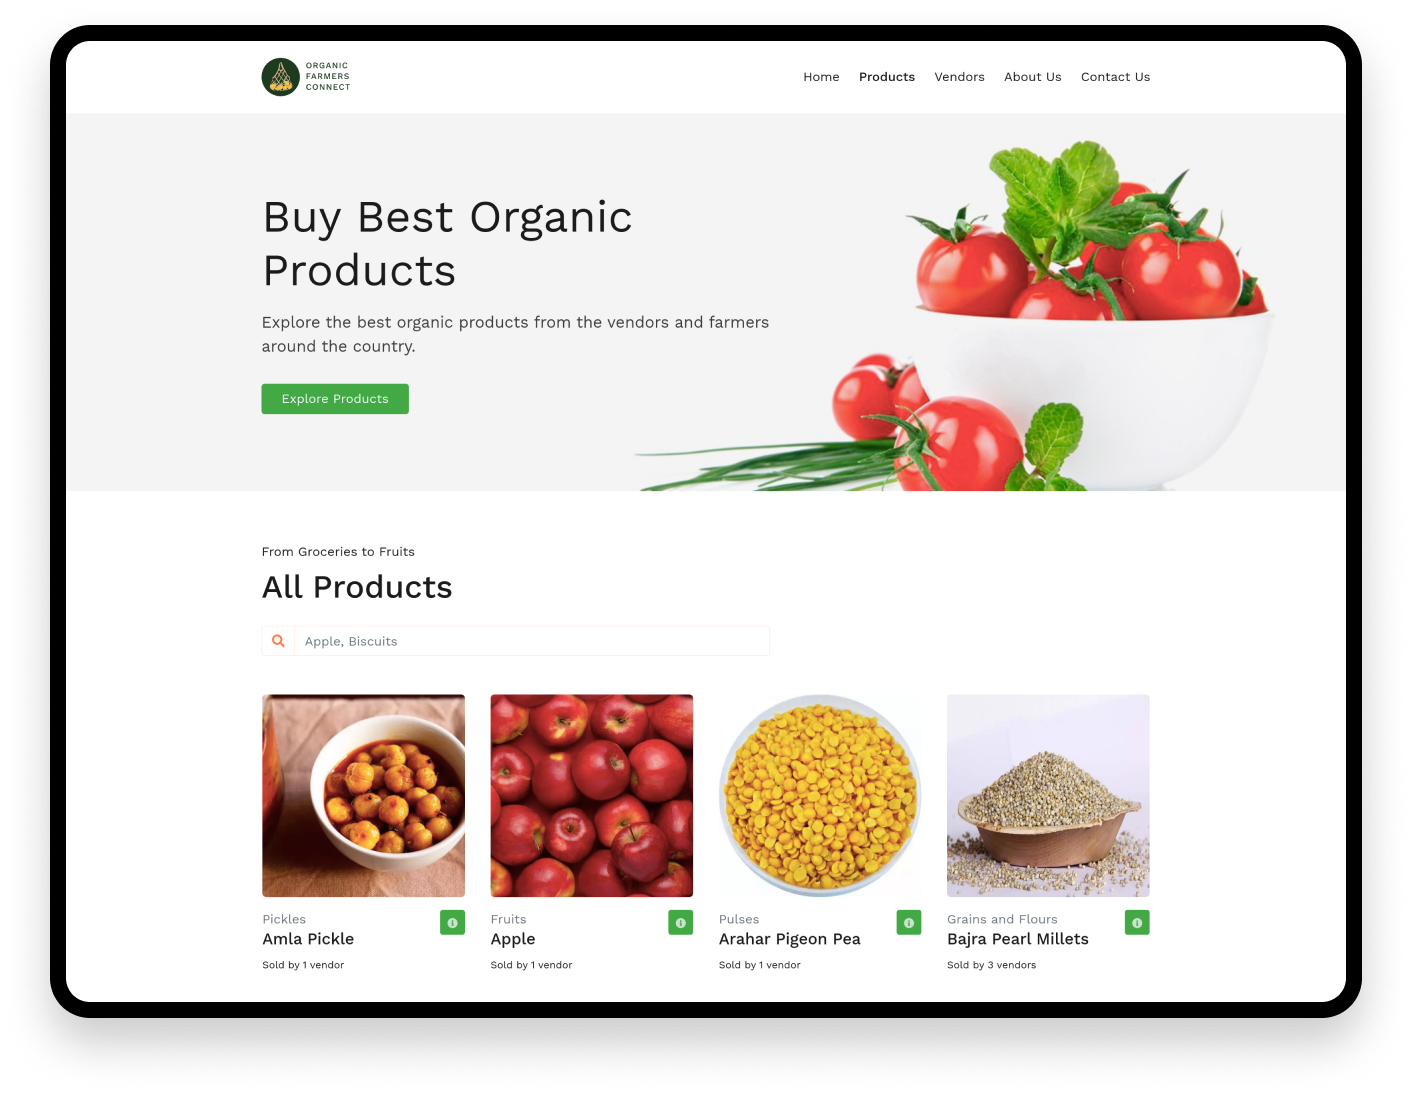 ORGANIC
FARMERS
CONNECT
Home Products Vendors About Us Contact Us
Buy Best Organic
Products
Explore the best organic products from the vendors and farmers
around the country.
Explore Products
From Groceries to Fruits
All Products
Apple, Biscuits
Pickles
Amla Pickle
Sold by 1 vendor
Fruits
Apple
Sold by 1 vendor
Pulses
Arahar Pigeon Pea
Sold by 1 vendor
Grains and Flours
Bajra Pearl Millets
Sold by 3 vendors